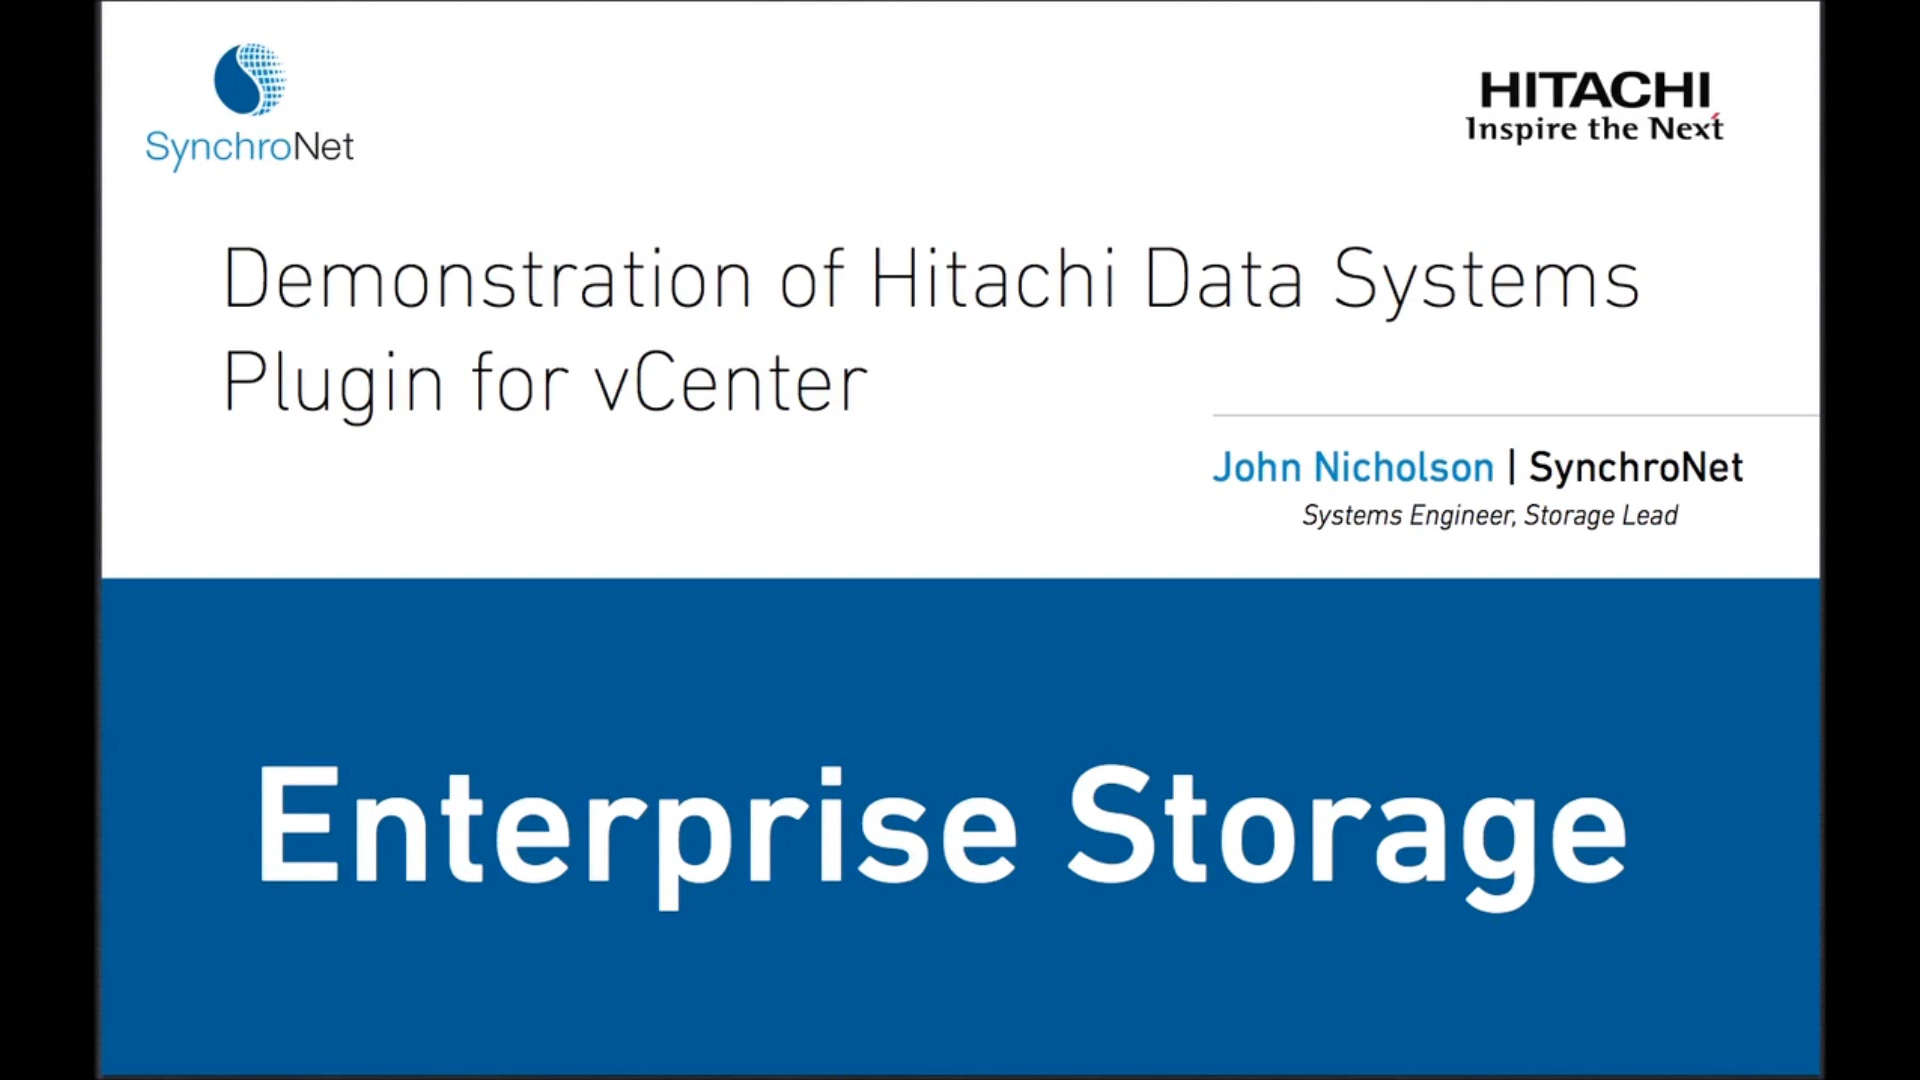 SynchroNet
HITACHI
Inspire the Next
Demonstration of Hitachi Data Systems
Plugin for vCenter
John Nicholson | SynchroNet
Systems Engineer, Storage Lead
Enterprise Storage